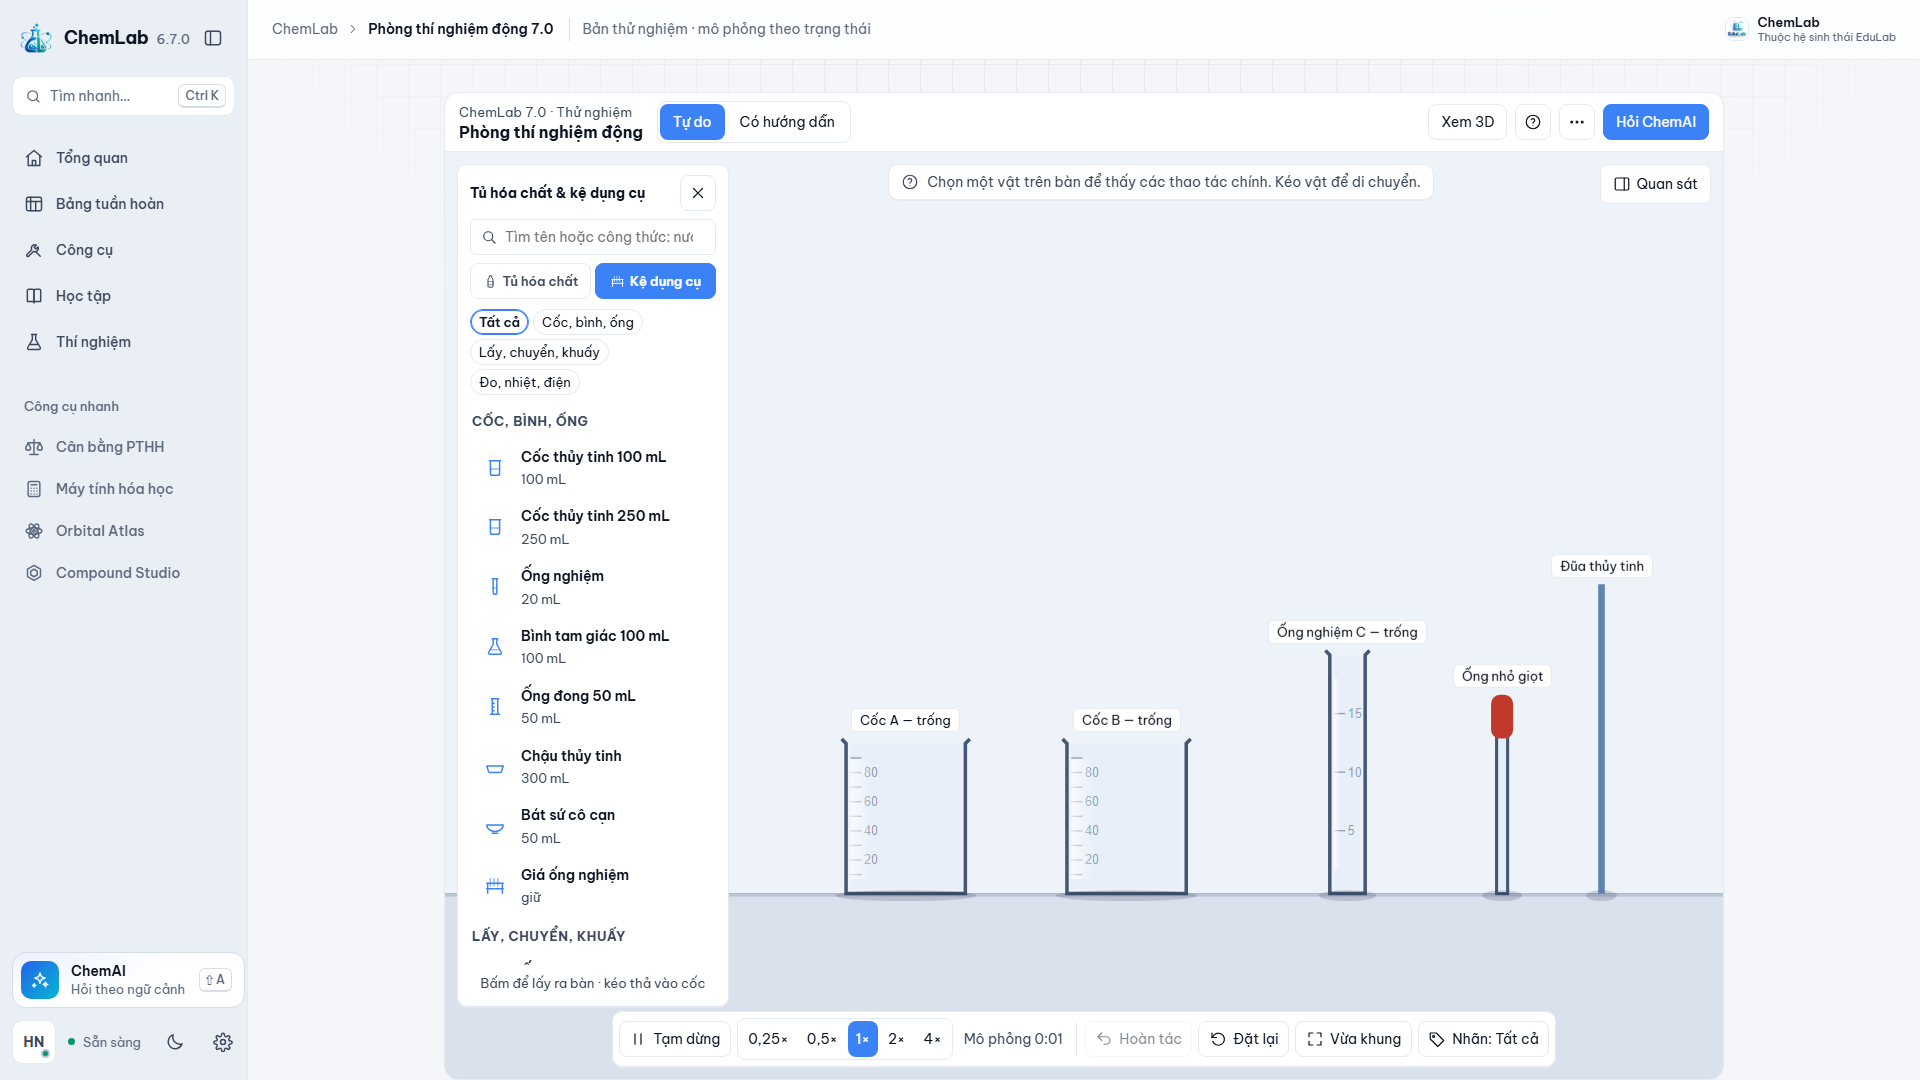 ChemLab 6.7.0
Tìm nhanh... Ctrl K
Tổng quan
Bảng tuần hoàn
Công cụ
Học tập
Thí nghiệm
Công cụ nhanh
Cân bằng PTHH
Máy tính hóa học
Orbital Atlas
Compound Studio
ChemAI
Hỏi theo ngữ cảnh
⇧A
HN
Sẵn sàng
ChemLab > Phòng thí nghiệm động 7.0 Bản thử nghiệm · mô phỏng theo trạng thái
ChemLab
Thuộc hệ sinh thái EduLab
ChemLab 7.0 · Thử nghiệm
Phòng thí nghiệm động
Tự do Có hướng dẫn
Xem 3D
Hỏi ChemAI
Tủ hóa chất & kệ dụng cụ
Tìm tên hoặc công thức: nướ
Tủ hóa chất Kệ dụng cụ
Tất cả Cốc, bình, ống
Lấy, chuyển, khuấy
Đo, nhiệt, điện
CỐC, BÌNH, ỐNG
Cốc thủy tinh 100 mL
100 mL
Cốc thủy tinh 250 mL
250 mL
Ống nghiệm
20 mL
Bình tam giác 100 mL
100 mL
Ống đong 50 mL
50 mL
Chậu thủy tinh
300 mL
Bát sứ cô cạn
50 mL
Giá ống nghiệm
giữ
LẤY, CHUYỂN, KHUẤY
Bấm để lấy ra bàn · kéo thả vào cốc
Chọn một vật trên bàn để thấy các thao tác chính. Kéo vật để di chuyển.
Quan sát
Cốc A — trống
80
60
40
20
Cốc B — trống
80
60
40
20
Ống nghiệm C — trống
15
10
5
Ống nhỏ giọt
Đũa thủy tinh
Tạm dừng 0,25× 0,5× 1× 2× 4× Mô phỏng 0:01 Hoàn tác Đặt lại Vừa khung Nhãn: Tất cả